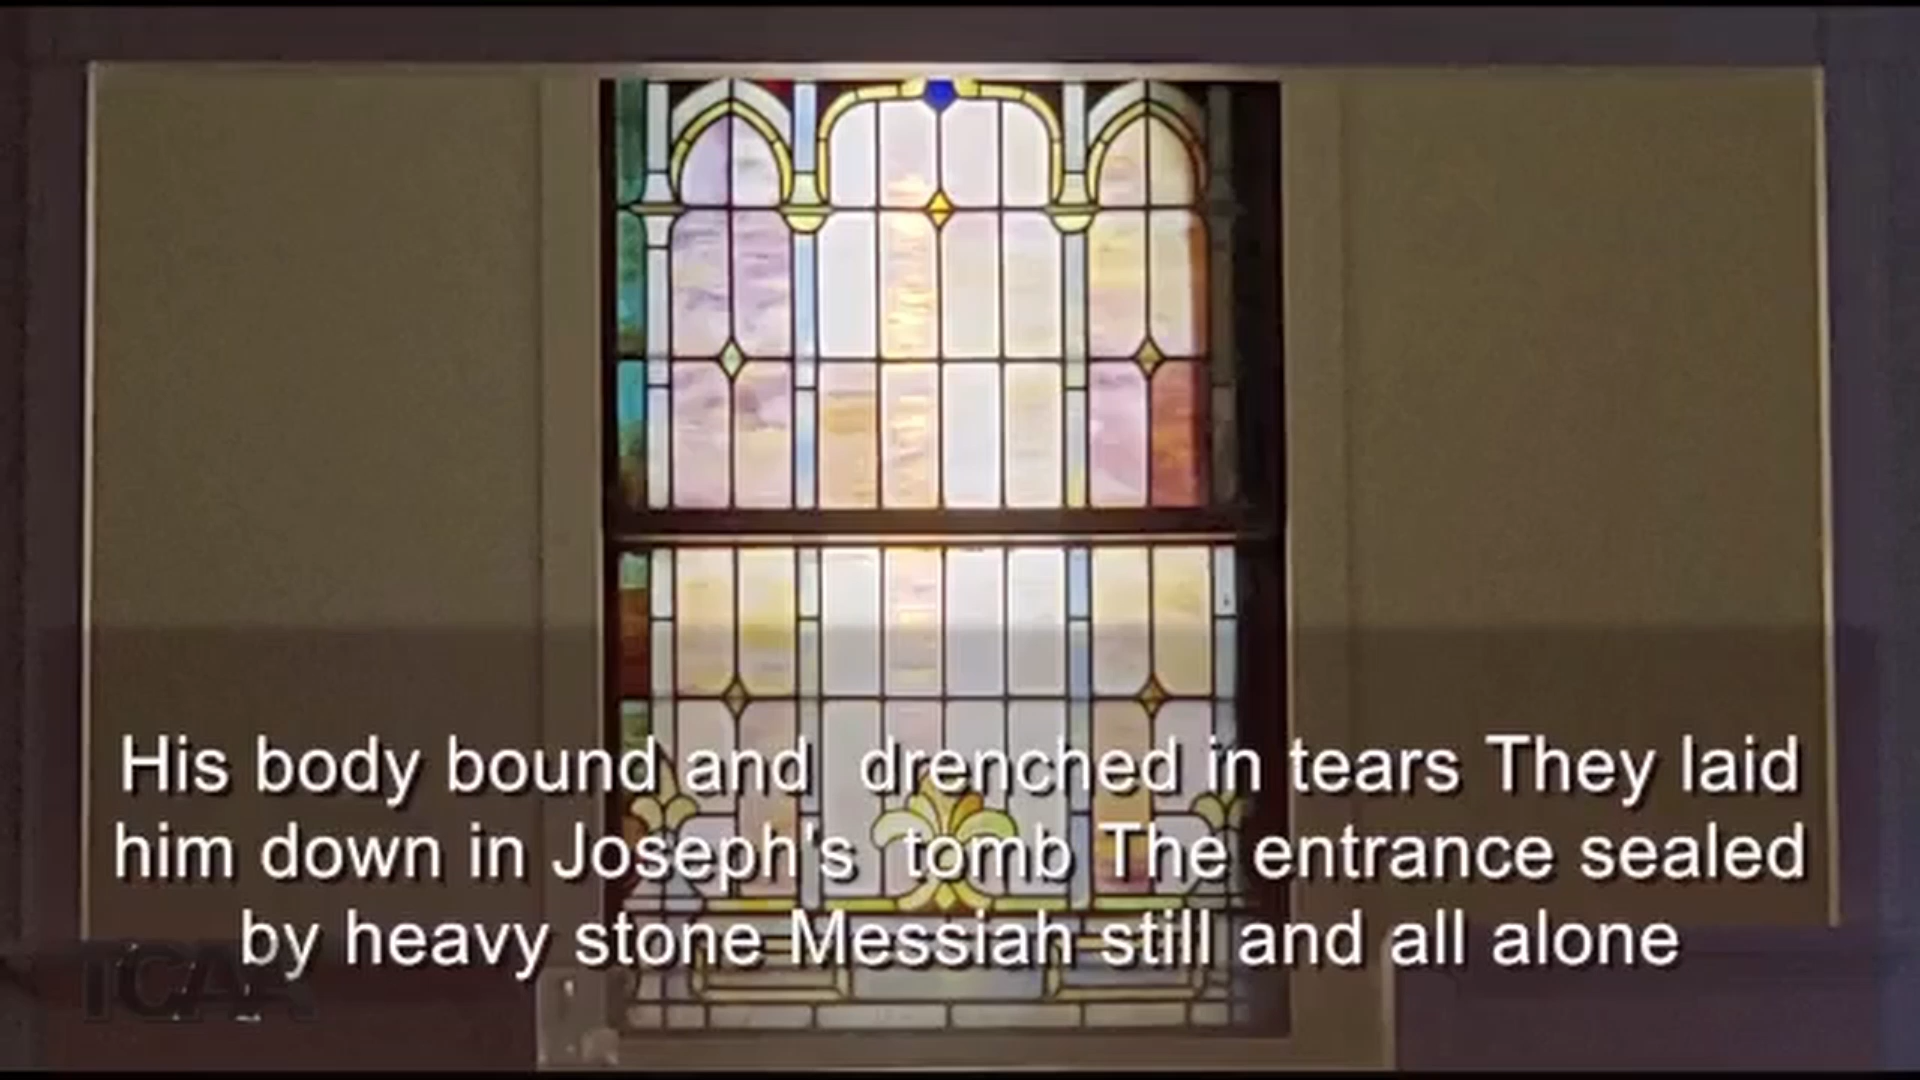 His body bound and  drenched in tears They laid
him down in Joseph's  tomb The entrance sealed
by heavy stone Messiah still and all alone